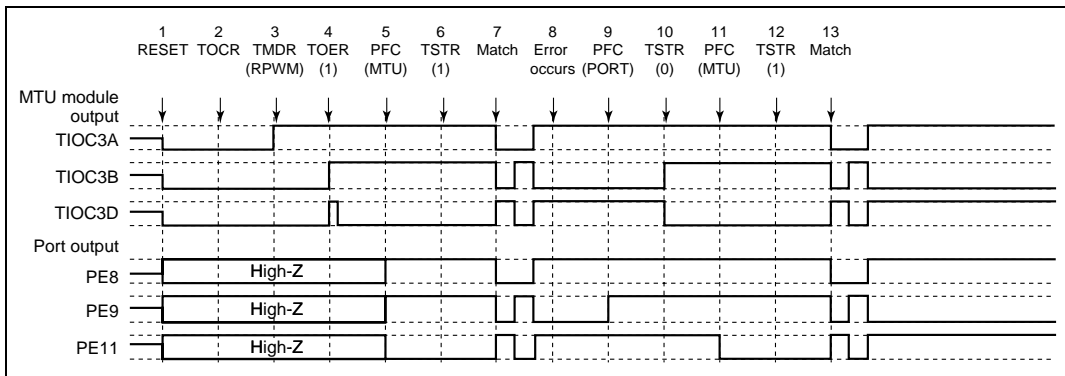 1 2 3 4 5 6 7 8 9 10 11 12 13
RESET TOCR TMDR TOER PFC TSTR Match Error PFC TSTR PFC TSTR Match
(RPWM) (1) (MTU) (1) occurs (PORT) (0) (MTU) (1)
MTU module
output
TIOC3A
TIOC3B
TIOC3D
Port output
PE8 High-Z
PE9 High-Z
PE11 High-Z